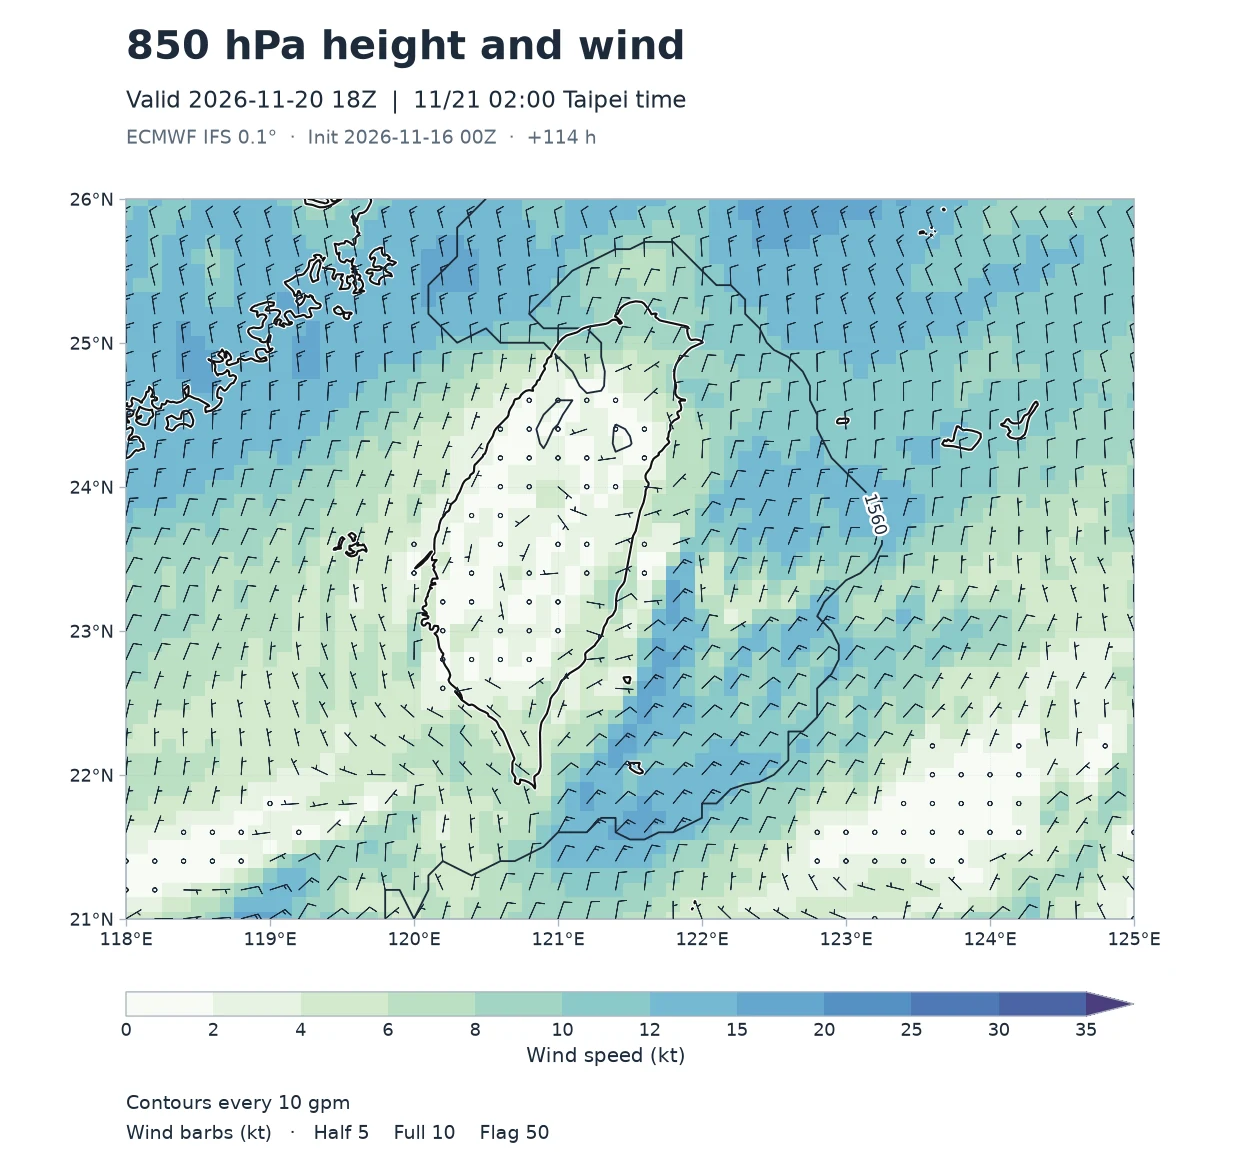 850 hPa height and wind
Valid 2026-11-20 18Z | 11/21 02:00 Taipei time
ECMWF IFS 0.1° · Init 2026-11-16 00Z · +114 h
26°N
25°N
24°N
1560
23°N
22°N
21°N
118°E 119°E 120°E 121°E 122°E 123°E 124°E 125°E
0 2 4 6 8 10 12 15 20 25 30 35
Wind speed (kt)
Contours every 10 gpm
Wind barbs (kt) · Half 5 Full 10 Flag 50